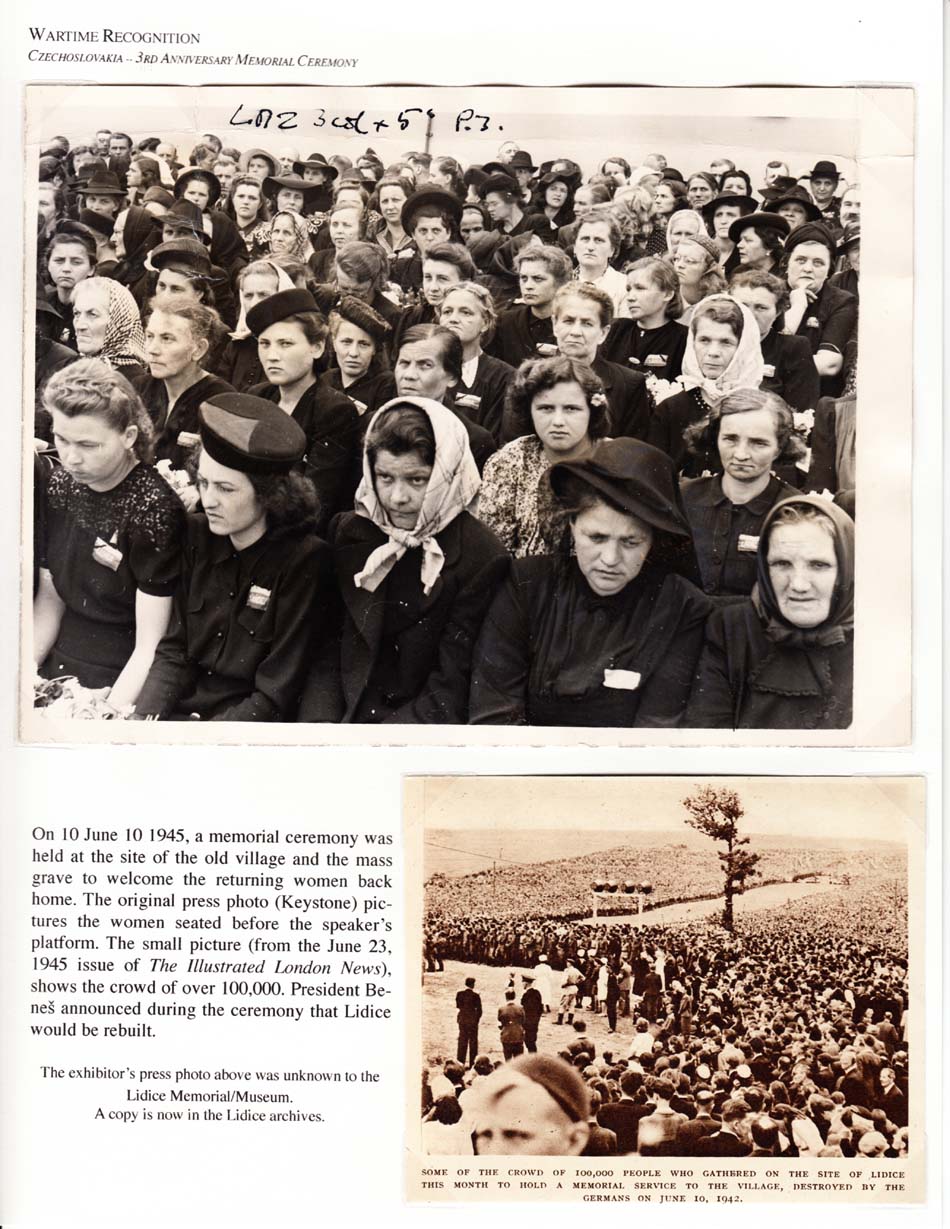 WARTIME RECOGNITION
CZECHOSLOVAKIA -- 3RD ANNIVERSARY MEMORIAL CEREMONY
3 col x 5" P.3.
On 10 June 10 1945, a memorial ceremony was
held at the site of the old village and the mass
grave to welcome the returning women back
home. The original press photo (Keystone) pic-
tures the women seated before the speaker's
platform. The small picture (from the June 23,
1945 issue of The Illustrated London News),
shows the crowd of over 100,000. President Be-
neš announced during the ceremony that Lidice
would be rebuilt.
The exhibitor's press photo above was unknown to the
Lidice Memorial/Museum.
A copy is now in the Lidice archives.
SOME OF THE CROWD OF 100,000 PEOPLE WHO GATHERED ON THE SITE OF LIDICE
THIS MONTH TO HOLD A MEMORIAL SERVICE TO THE VILLAGE, DESTROYED BY THE
GERMANS ON JUNE 10, 1942.